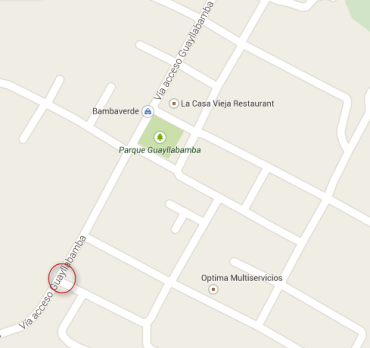 Vía acceso Guayllabamba
La Casa Vieja Restaurant
Bambaverde
Parque Guayllabamba
Vía acceso Guayllabamba
Optima Multiservicios